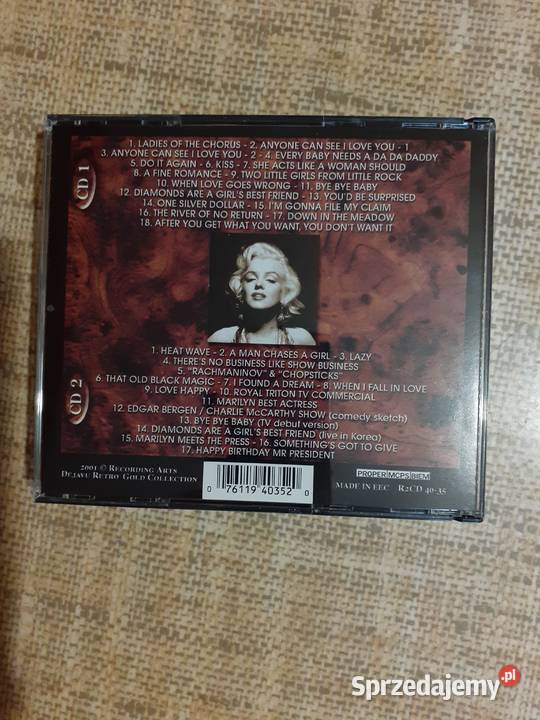 CD 1
1. LADIES OF THE CHORUS - 2. ANYONE CAN SEE I LOVE YOU - 1
3. ANYONE CAN SEE I LOVE YOU - 2 - 4. EVERY BABY NEEDS A DA DA DADDY
5. DO IT AGAIN - 6. KISS - 7. SHE ACTS LIKE A WOMAN SHOULD
8. A FINE ROMANCE - 9. TWO LITTLE GIRLS FROM LITTLE ROCK
10. WHEN LOVE GOES WRONG - 11. BYE BYE BABY
12. DIAMONDS ARE A GIRL'S BEST FRIEND - 13. YOU'D BE SURPRISED
14. ONE SILVER DOLLAR - 15. I'M GONNA FILE MY CLAIM
16. THE RIVER OF NO RETURN - 17. DOWN IN THE MEADOW
18. AFTER YOU GET WHAT YOU WANT, YOU DON'T WANT IT
CD 2
1. HEAT WAVE - 2. A MAN CHASES A GIRL - 3. LAZY
4. THERE'S NO BUSINESS LIKE SHOW BUSINESS
5. "RACHMANINOV" & "CHOPSTICKS"
6. THAT OLD BLACK MAGIC - 7. I FOUND A DREAM - 8. WHEN I FALL IN LOVE
9. LOVE HAPPY - 10. ROYAL TRITON TV COMMERCIAL
11. MARILYN BEST ACTRESS
12. EDGAR BERGEN / CHARLIE McCARTHY SHOW (comedy sketch)
13. BYE BYE BABY (TV debut version)
14. DIAMONDS ARE A GIRL'S BEST FRIEND (live in Korea)
15. MARILYN MEETS THE PRESS - 16. SOMETHING'S GOT TO GIVE
17. HAPPY BIRTHDAY MR PRESIDENT
2001 © RECORDING ARTS
DEJAVU RETRO GOLD COLLECTION
0 76119 40352 0
PROPER MCPS BIEM
MADE IN EEC R2CD 40-35
Sprzedajemy.pl